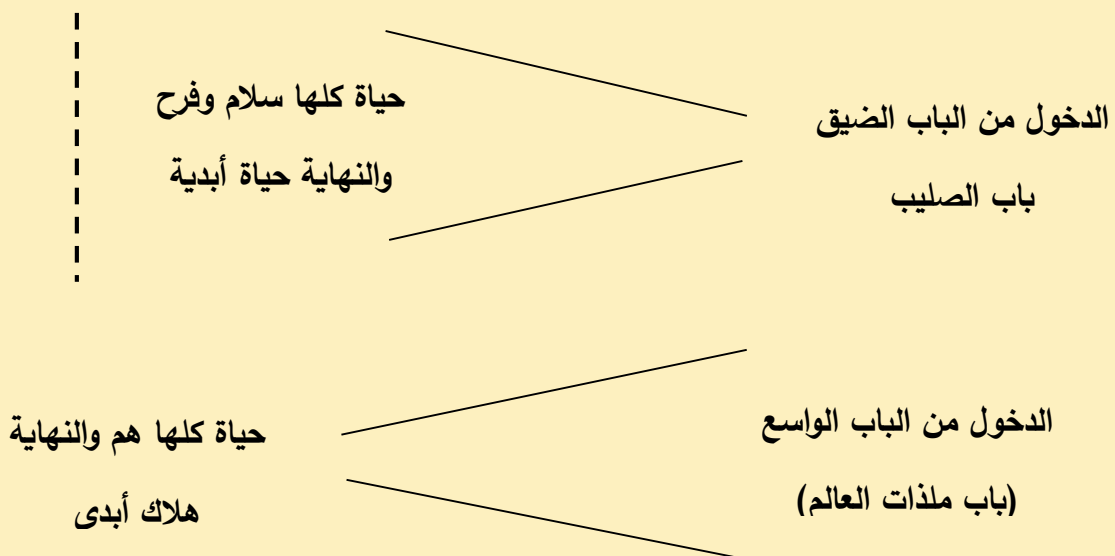 الدخول من الباب الضيق
باب الصليب
حياة كلها سلام وفرح
والنهاية حياة أبدية
الدخول من الباب الواسع
(باب ملذات العالم)
حياة كلها هم والنهاية
هلاك أبدى